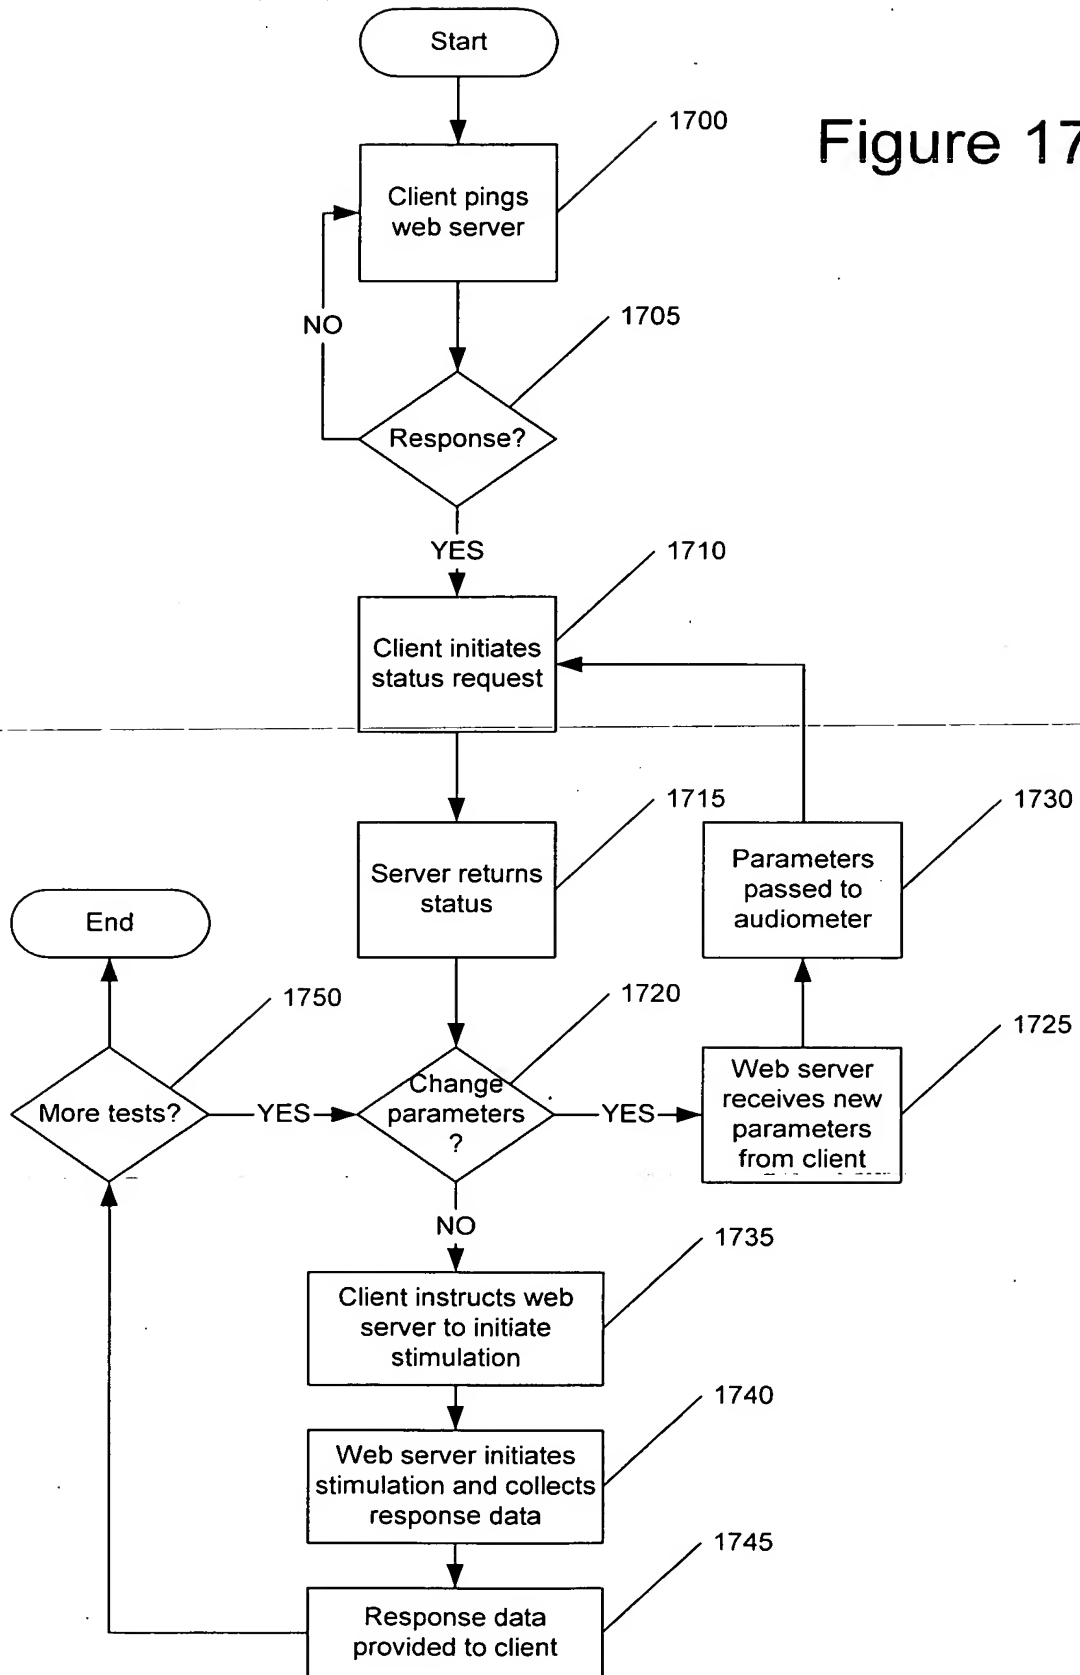 Start
Figure 17
1700
Client pings
web server
NO
1705
Response?
YES
1710
Client initiates
status request
1715
Server returns
status
1730
Parameters
passed to
audiometer
End
1750
More tests?
YES
1720
Change
parameters
?
YES
1725
Web server
receives new
parameters
from client
NO
1735
Client instructs web
server to initiate
stimulation
1740
Web server initiates
stimulation and collects
response data
1745
Response data
provided to client